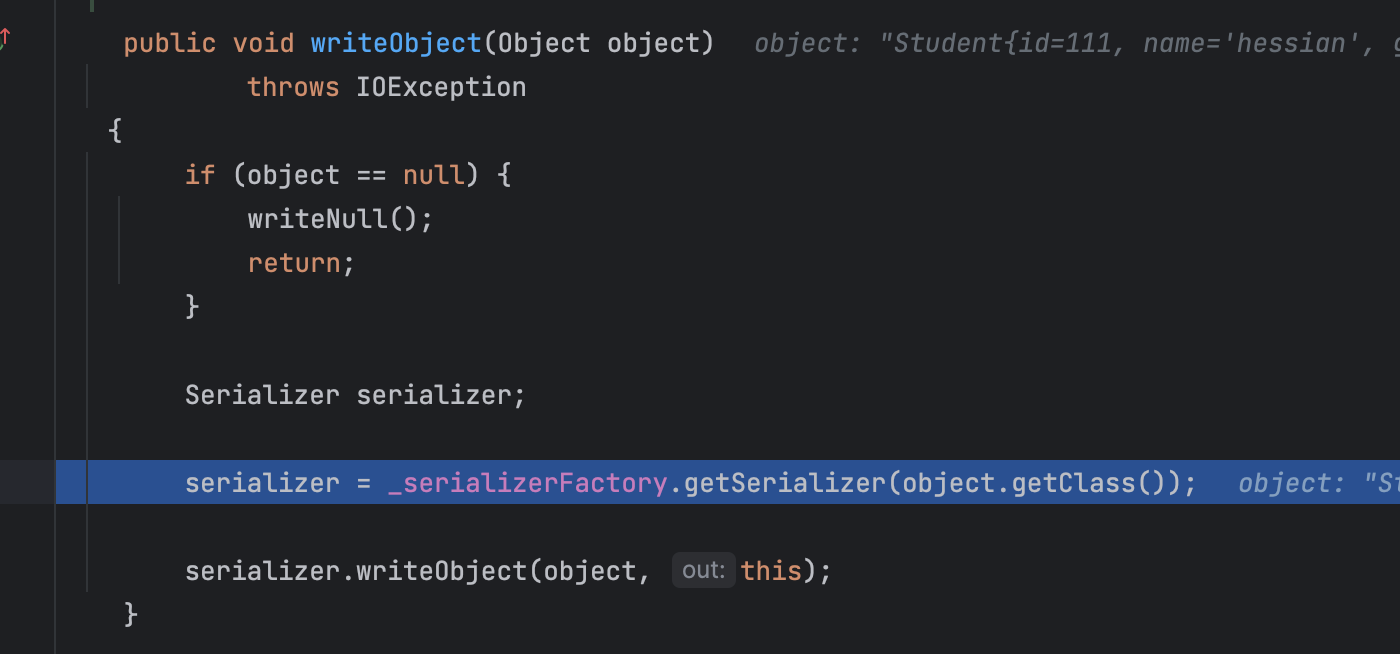 public void writeObject(Object object)   object: "Student{id=111, name='hessian',
        throws IOException
{
    if (object == null) {
        writeNull();
        return;
    }
    Serializer serializer;
    serializer = _serializerFactory.getSerializer(object.getClass());   object:
    serializer.writeObject(object, out: this);
}